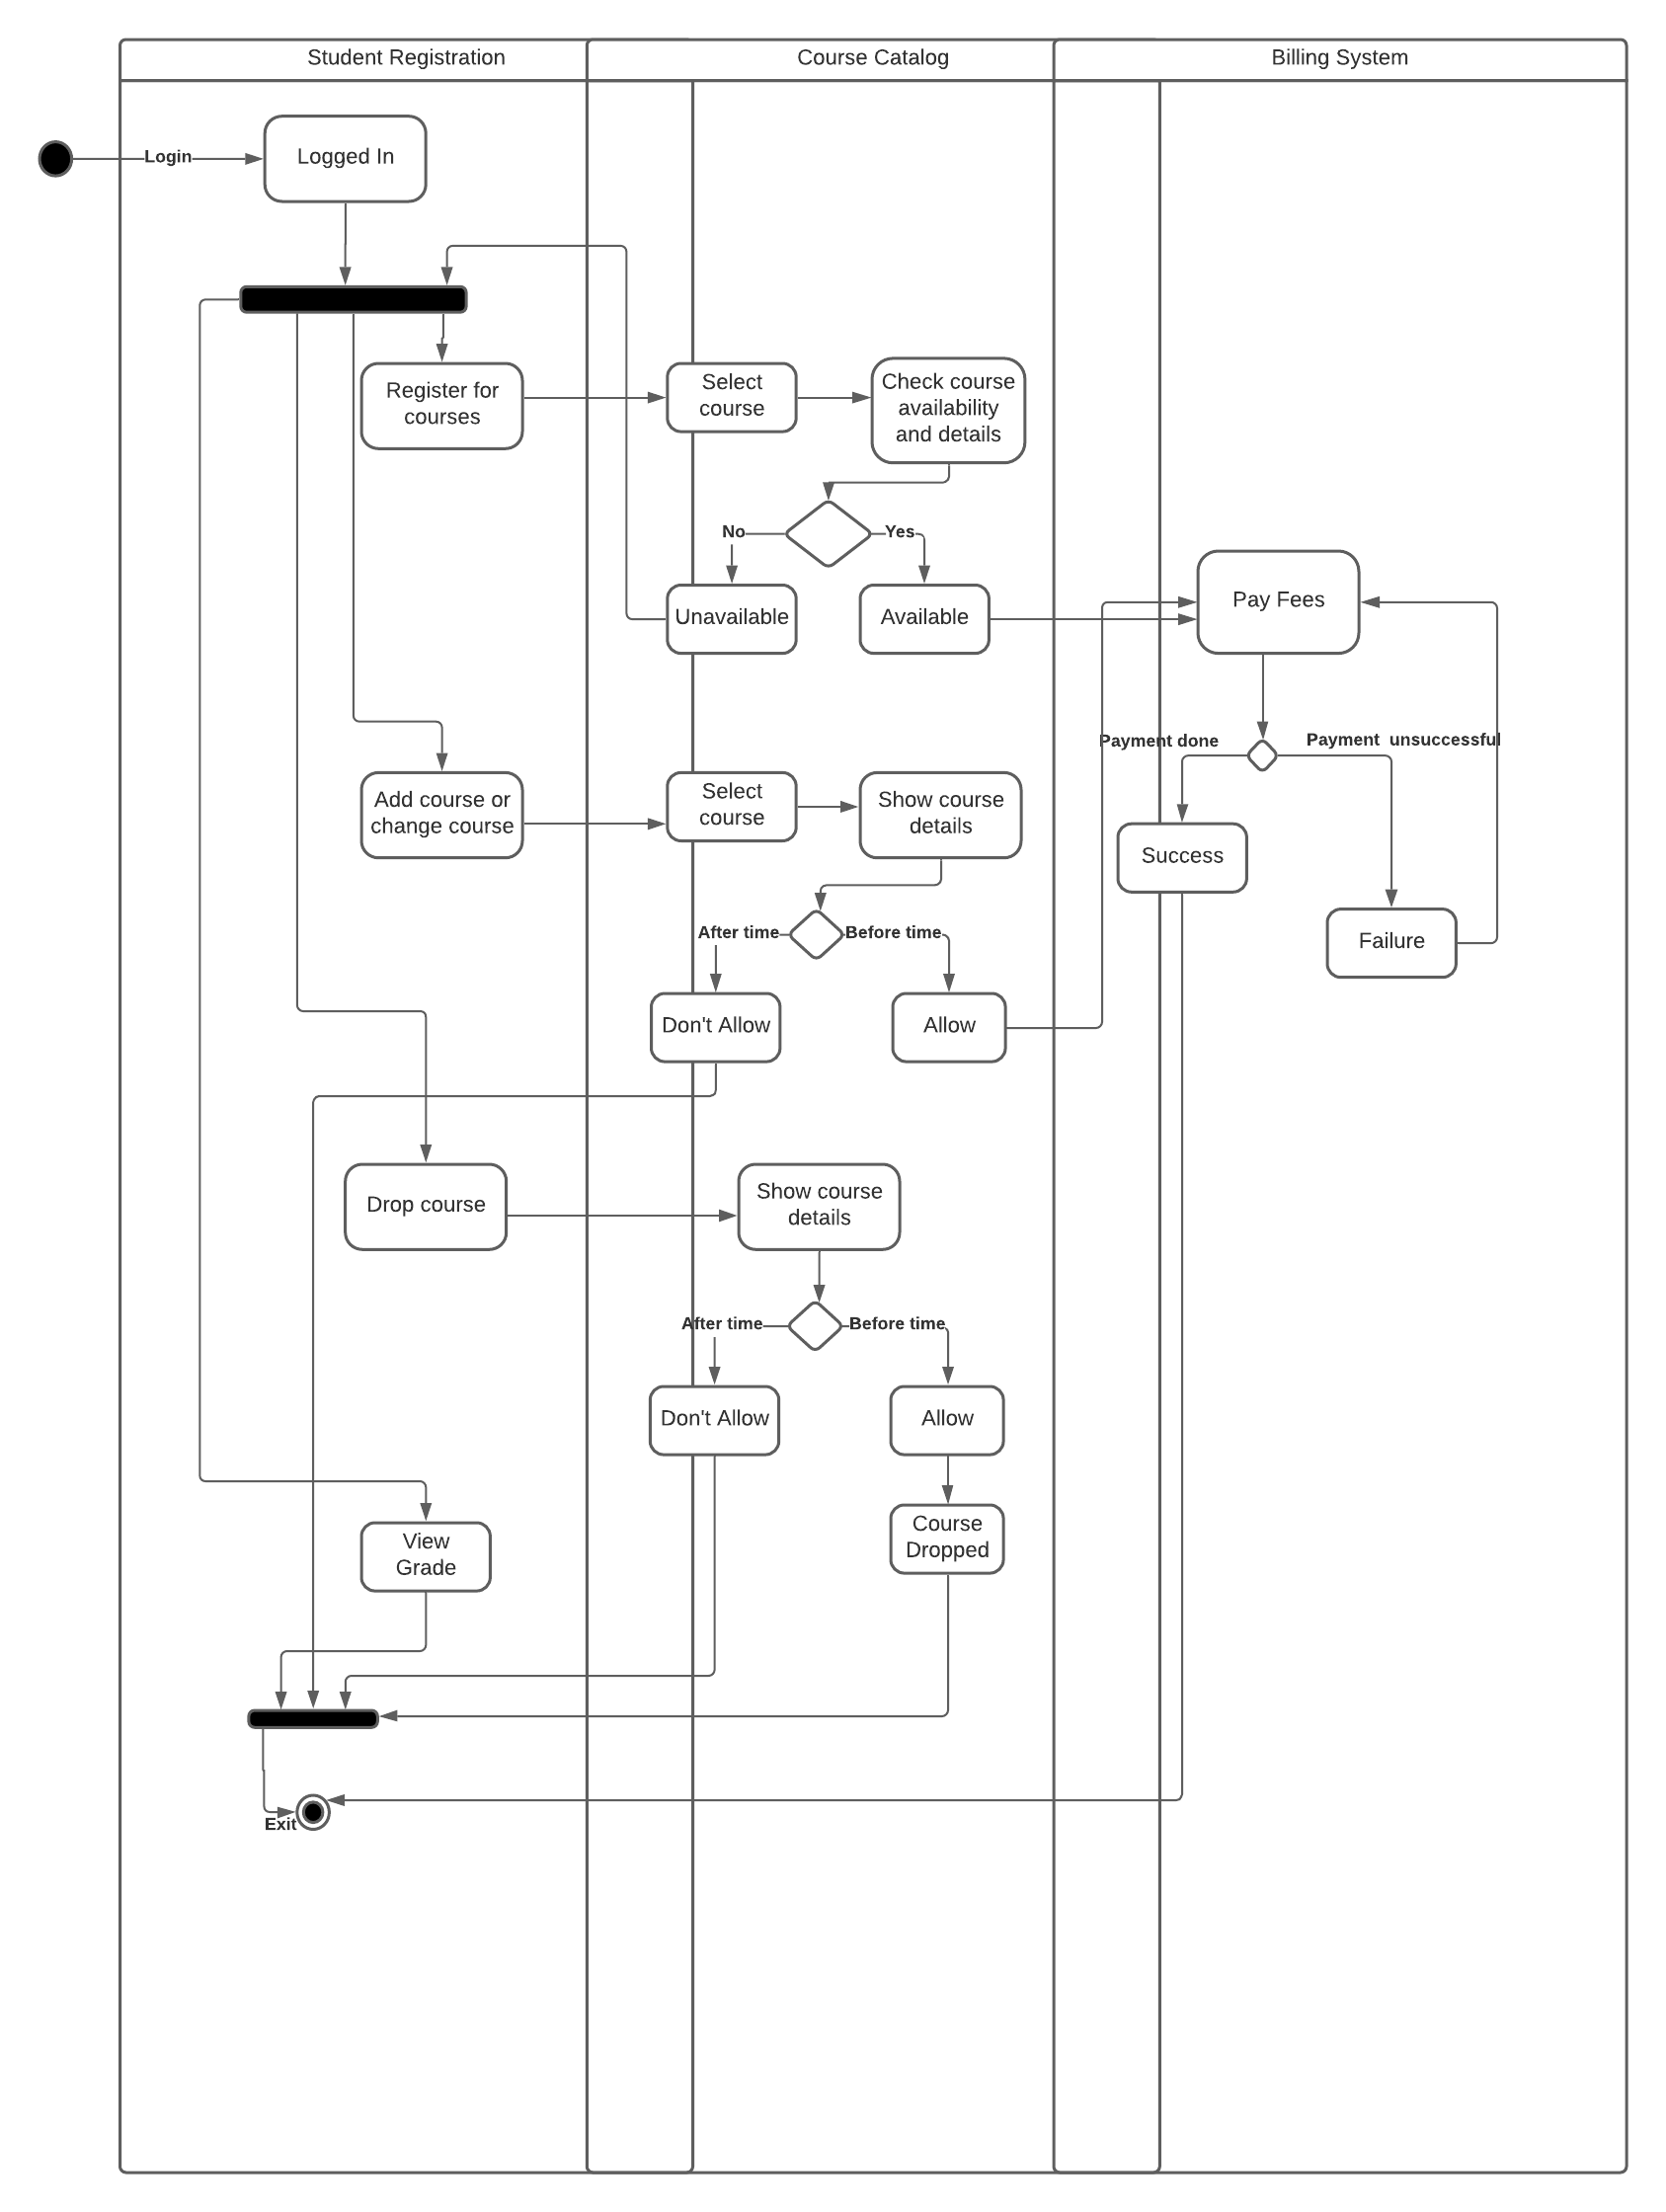 Student Registration
Course Catalog
Billing System
Login
Logged In
Register for
courses
Select
course
Check course
availability
and details
No
Yes
Unavailable
Available
Pay Fees
Payment done
Payment  unsuccessful
Add course or
change course
Select
course
Show course
details
Success
Failure
After time
Before time
Don't Allow
Allow
Drop course
Show course
details
After time
Before time
Don't Allow
Allow
View
Grade
Course
Dropped
Exit